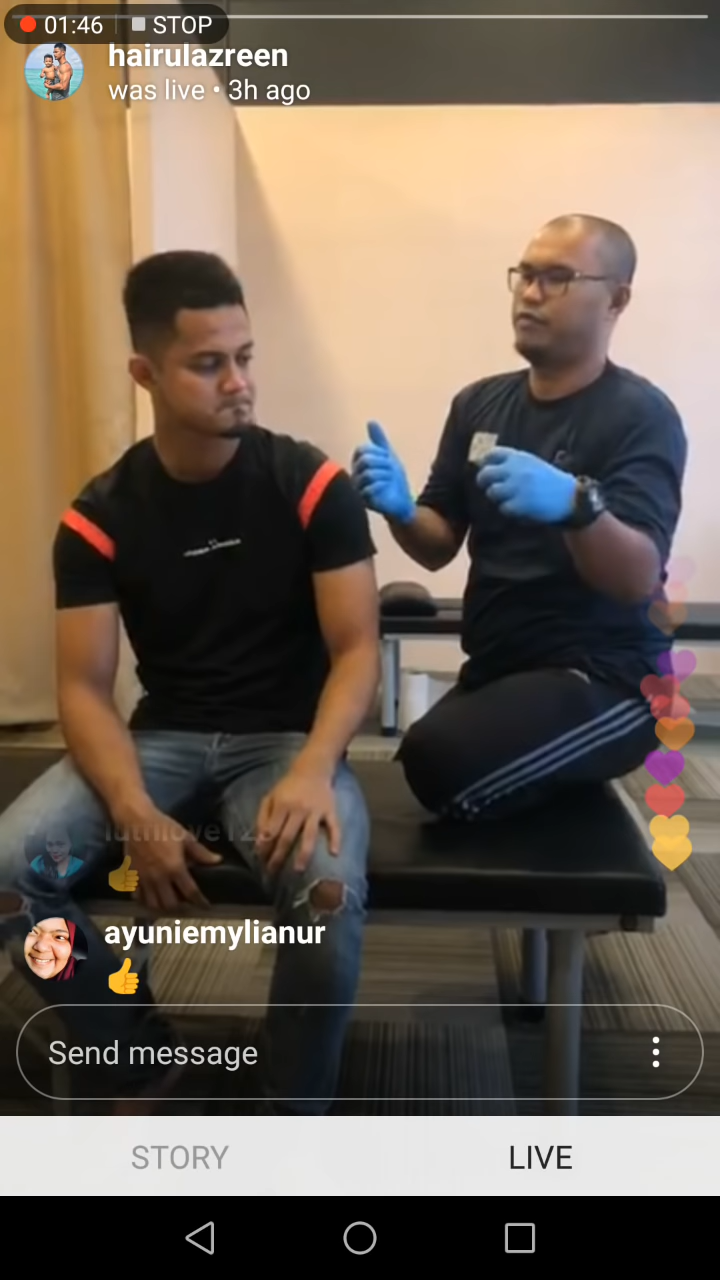 01:46
STOP
hairulazreen
was live • 3h ago
ayuniemylianur
👍
Send message
STORY
LIVE